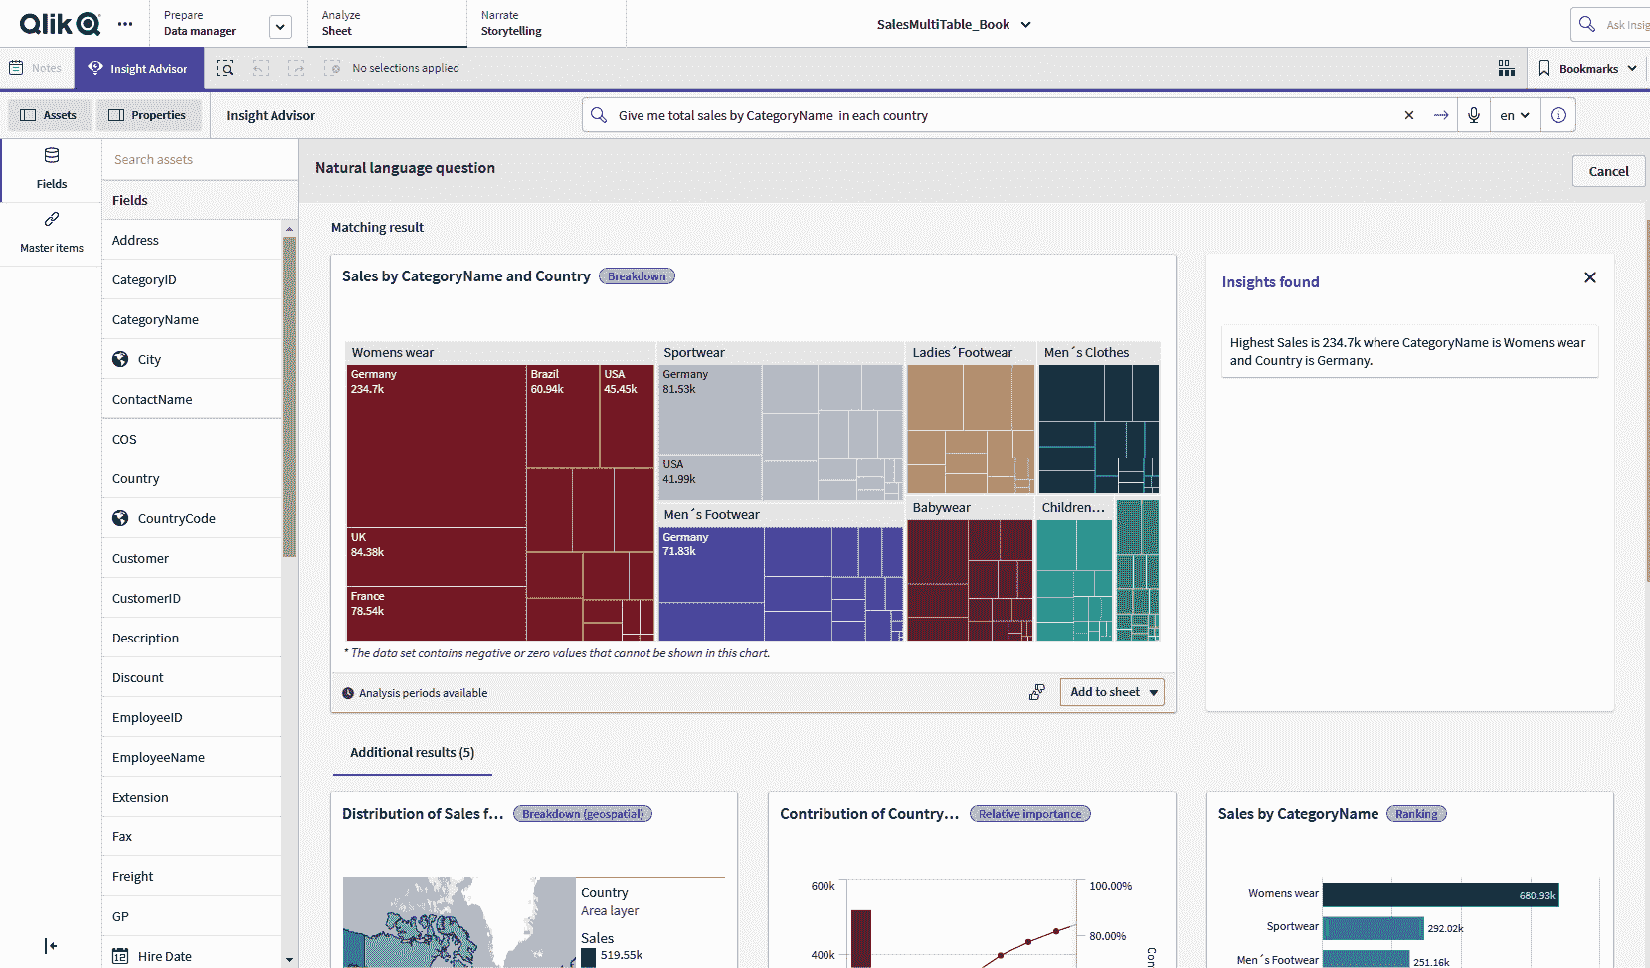 Qlik
Prepare
Data manager
Analyze
Sheet
Narrate
Storytelling
SalesMultiTable_Book
Ask Insig
Notes
Insight Advisor
No selections applied
Bookmarks
Assets
Properties
Insight Advisor
Give me total sales by CategoryName in each country
en
Fields
Master items
Search assets
Fields
Address
CategoryID
CategoryName
City
ContactName
COS
Country
CountryCode
Customer
CustomerID
Description
Discount
EmployeeID
EmployeeName
Extension
Fax
Freight
GP
Hire Date
Natural language question
Cancel
Matching result
Sales by CategoryName and Country
Breakdown
Womens wear
Germany
234.7k
Brazil
60.94k
USA
45.45k
UK
84.38k
France
78.54k
Sportwear
Germany
81.53k
USA
41.99k
Men´s Footwear
Germany
71.83k
Ladies´Footwear
Men´s Clothes
Babywear
Children...
* The data set contains negative or zero values that cannot be shown in this chart.
Analysis periods available
Add to sheet
Insights found
Highest Sales is 234.7k where CategoryName is Womens wear
and Country is Germany.
Additional results (5)
Distribution of Sales f...
Breakdown (geospatial)
Country
Area layer
Sales
519.55k
Contribution of Country...
Relative importance
600k
400k
100.00%
80.00%
Con
Sales by CategoryName
Ranking
Womens wear
680.93k
Sportwear
292.02k
Men´s Footwear
251.16k